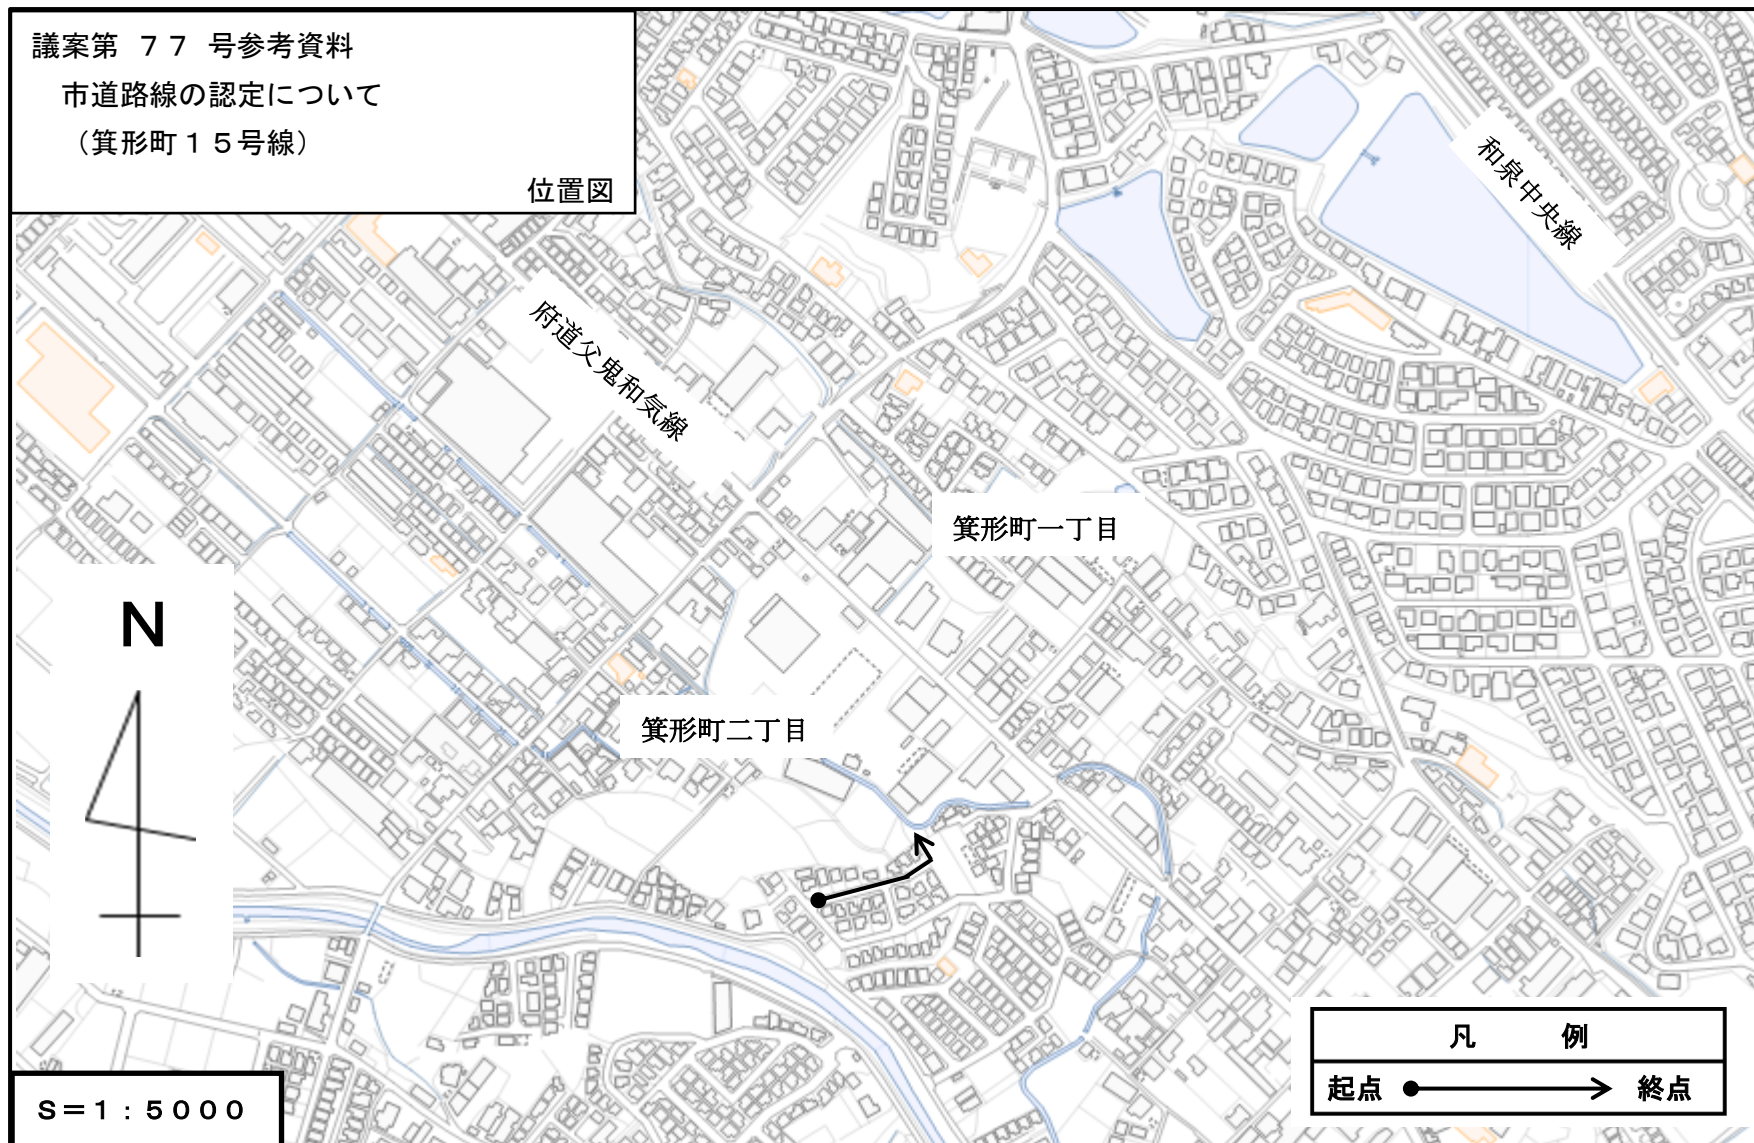 議案第 ７７ 号参考資料
市道路線の認定について
（箕形町１５号線）
位置図
和泉中央線
府道父鬼和気線
箕形町一丁目
箕形町二丁目
N
凡 例
起点 終点
S＝１：５０００